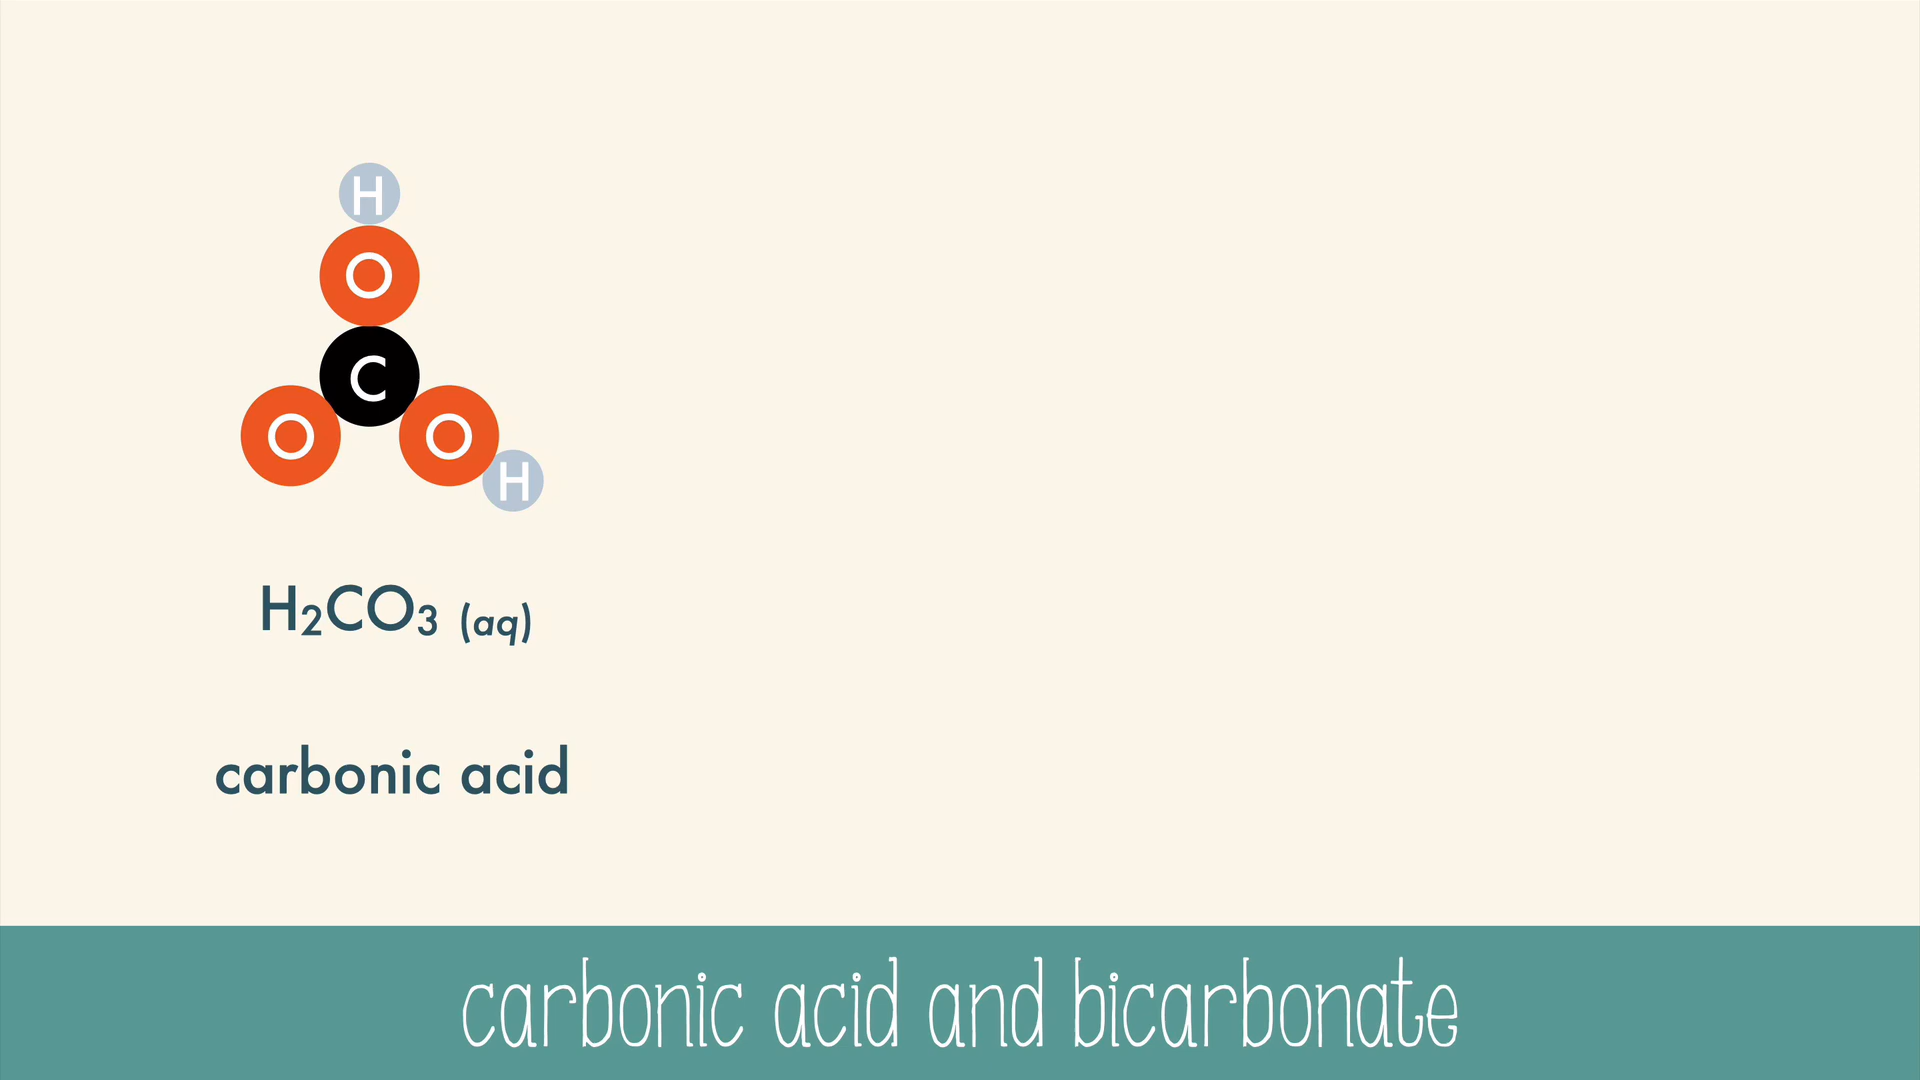 H
O
C
O O
H
H₂CO₃ (aq)
carbonic acid
carbonic acid and bicarbonate